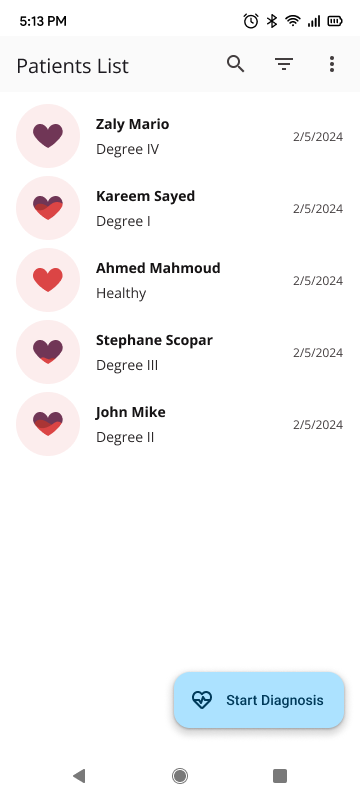 5:13 PM
Patients List
Zaly Mario
Degree IV
2/5/2024
Kareem Sayed
Degree I
2/5/2024
Ahmed Mahmoud
Healthy
2/5/2024
Stephane Scopar
Degree III
2/5/2024
John Mike
Degree II
2/5/2024
Start Diagnosis